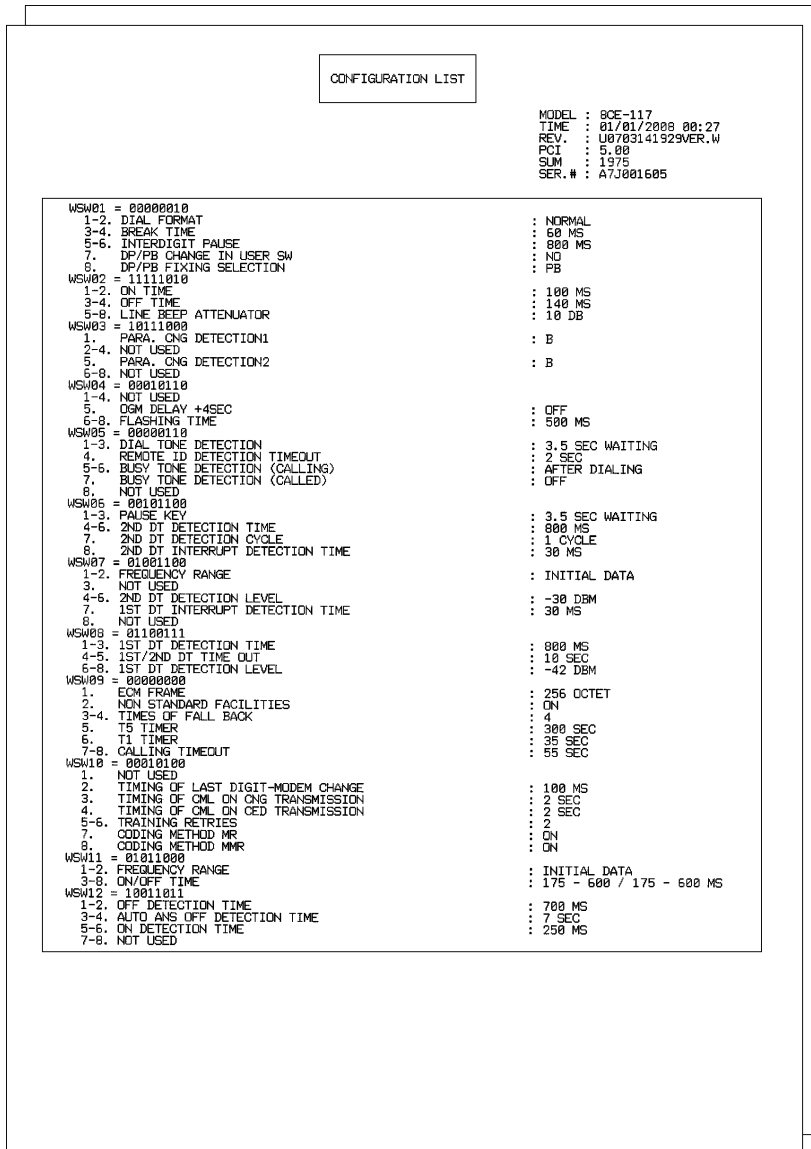 CONFIGURATION LIST
MODEL : 8CE-117
TIME : 01/01/2008 00:27
REV. : U0703141929VER.W
PCI : 5.00
SUM : 1975
SER.# : A7J001605
WSW01 = 00000010
1-2. DIAL FORMAT : NORMAL
3-4. BREAK TIME : 60 MS
5-6. INTERDIGIT PAUSE : 800 MS
7. DP/PB CHANGE IN USER SW : NO
8. DP/PB FIXING SELECTION : PB
WSW02 = 11111010
1-2. ON TIME : 100 MS
3-4. OFF TIME : 140 MS
5-8. LINE BEEP ATTENUATOR : 10 DB
WSW03 = 10111000
1. PARA. CNG DETECTION1 : B
2-4. NOT USED
5. PARA. CNG DETECTION2 : B
6-8. NOT USED
WSW04 = 00010110
1-4. NOT USED
5. OGM DELAY +4SEC : OFF
6-8. FLASHING TIME : 500 MS
WSW05 = 00000110
1-3. DIAL TONE DETECTION : 3.5 SEC WAITING
4. REMOTE ID DETECTION TIMEOUT : 2 SEC
5-6. BUSY TONE DETECTION (CALLING) : AFTER DIALING
7. BUSY TONE DETECTION (CALLED) : OFF
8. NOT USED
WSW06 = 00101100
1-3. PAUSE KEY : 3.5 SEC WAITING
4-6. 2ND DT DETECTION TIME : 800 MS
7. 2ND DT DETECTION CYCLE : 1 CYCLE
8. 2ND DT INTERRUPT DETECTION TIME : 30 MS
WSW07 = 01001100
1-2. FREQUENCY RANGE : INITIAL DATA
3. NOT USED
4-6. 2ND DT DETECTION LEVEL : -30 DBM
7. 1ST DT INTERRUPT DETECTION TIME : 30 MS
8. NOT USED
WSW08 = 01100111
1-3. 1ST DT DETECTION TIME : 800 MS
4-5. 1ST/2ND DT TIME OUT : 10 SEC
6-8. 1ST DT DETECTION LEVEL : -42 DBM
WSW09 = 00000000
1. ECM FRAME : 256 OCTET
2. NON STANDARD FACILITIES : ON
3-4. TIMES OF FALL BACK : 4
5. T5 TIMER : 300 SEC
6. T1 TIMER : 35 SEC
7-8. CALLING TIMEOUT : 55 SEC
WSW10 = 00010100
1. NOT USED
2. TIMING OF LAST DIGIT-MODEM CHANGE : 100 MS
3. TIMING OF CML ON CNG TRANSMISSION : 2 SEC
4. TIMING OF CML ON CED TRANSMISSION : 2 SEC
5-6. TRAINING RETRIES : 2
7. CODING METHOD MR : ON
8. CODING METHOD MMR : ON
WSW11 = 01011000
1-2. FREQUENCY RANGE : INITIAL DATA
3-8. ON/OFF TIME : 175 - 600 / 175 - 600 MS
WSW12 = 10011011
1-2. OFF DETECTION TIME : 700 MS
3-4. AUTO ANS OFF DETECTION TIME : 7 SEC
5-6. ON DETECTION TIME : 250 MS
7-8. NOT USED